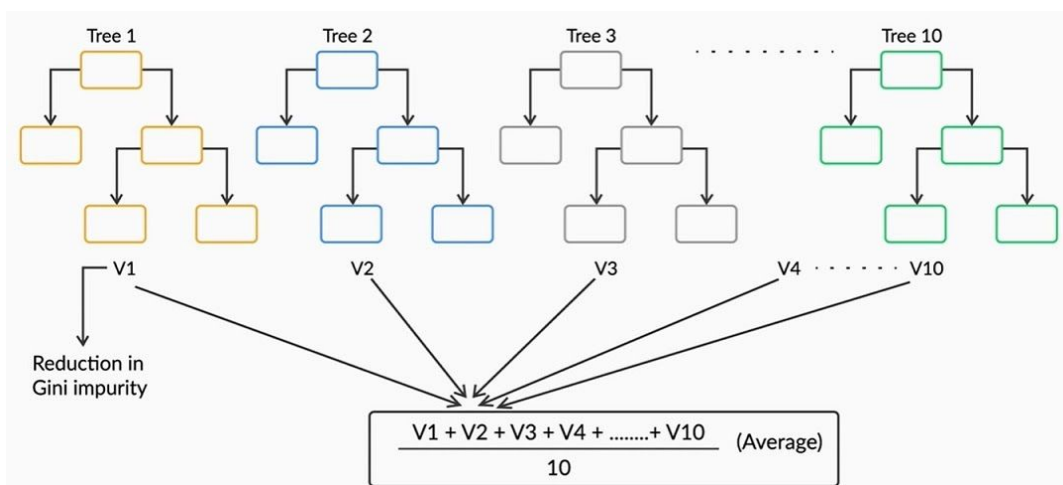 Tree 1
Tree 2
Tree 3
Tree 10
V1
V2
V3
V4 . . . . . . . . V10
Reduction in
Gini impurity
V1 + V2 + V3 + V4 + ........+ V10
(Average)
10